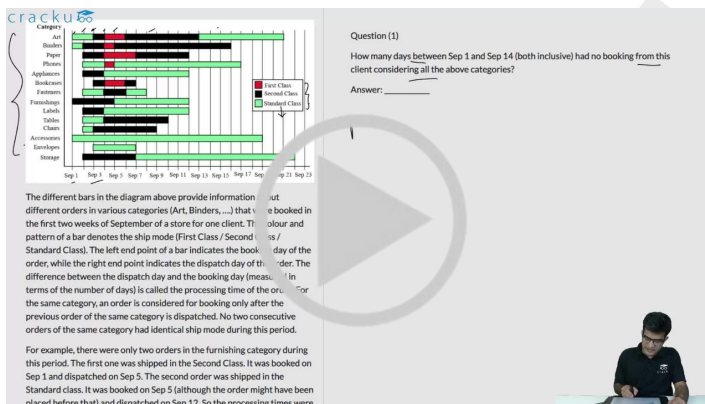 cracku
Category
Art
Binders
Paper
Phones
Appliances
Bookcases
Fasteners
Furnishings
Labels
Tables
Chairs
Accessories
Envelopes
Storage
First Class
Second Class
Standard Class
Sep 1 Sep 3 Sep 5 Sep 7 Sep 9 Sep 11 Sep 13 Sep 15 Sep 17 Sep 21 Sep 23
The different bars in the diagram above provide information
different orders in various categories (Art, Binders, ....) that booked in
the first two weeks of September of a store for one client. The colour and
pattern of a bar denotes the ship mode (First Class / Second /
Standard Class). The left end point of a bar indicates the day of the
order, while the right end point indicates the dispatch day of the The
difference between the dispatch day and the booking day (measured in
terms of the number of days) is called the processing time of the For
the same category, an order is considered for booking only after the
previous order of the same category is dispatched. No two consecutive
orders of the same category had identical ship mode during this period.
For example, there were only two orders in the furnishing category during
this period. The first one was shipped in the Second Class. It was booked on
Sep 1 and dispatched on Sep 5. The second order was shipped in the
Standard class. It was booked on Sep 5 (although the order might have been
placed before that) and dispatched on Sep 12. So the processing times were
Question (1)
How many days between Sep 1 and Sep 14 (both inclusive) had no booking from this
client considering all the above categories?
Answer: __________